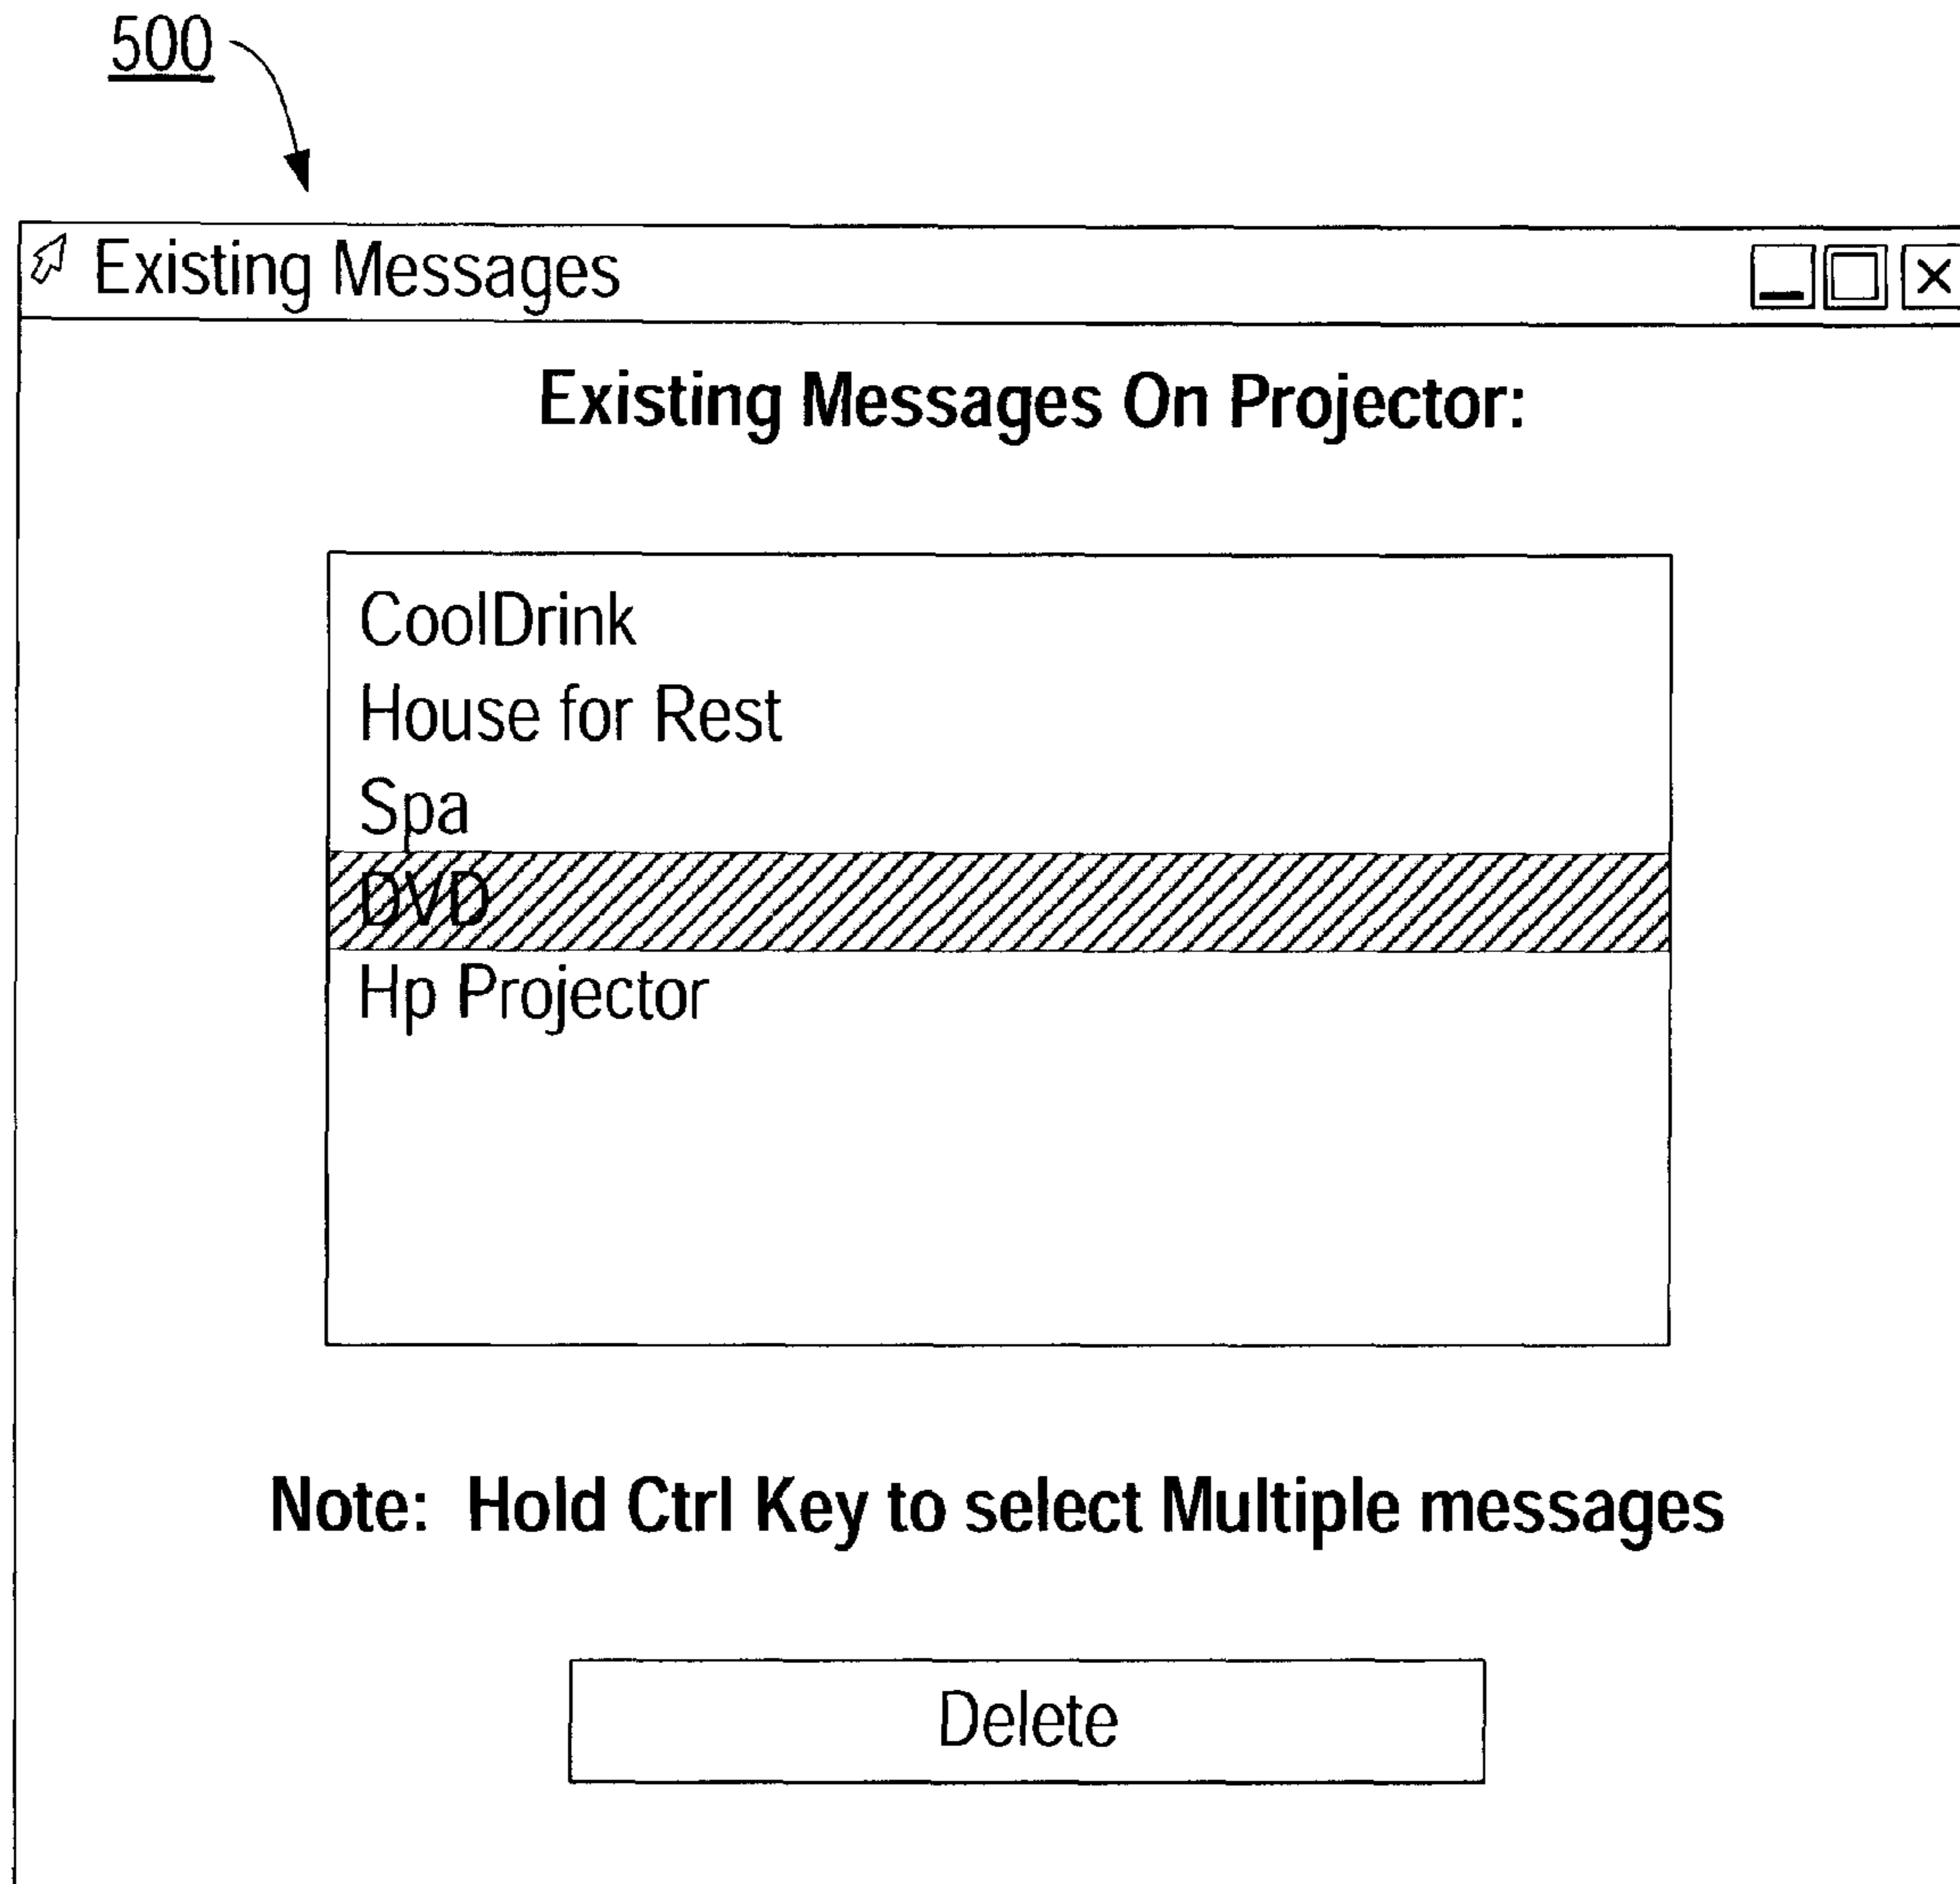 500
Existing Messages
Existing Messages On Projector:
CoolDrink
House for Rest
Spa
DVD
Hp Projector
Note: Hold Ctrl Key to select Multiple messages
Delete